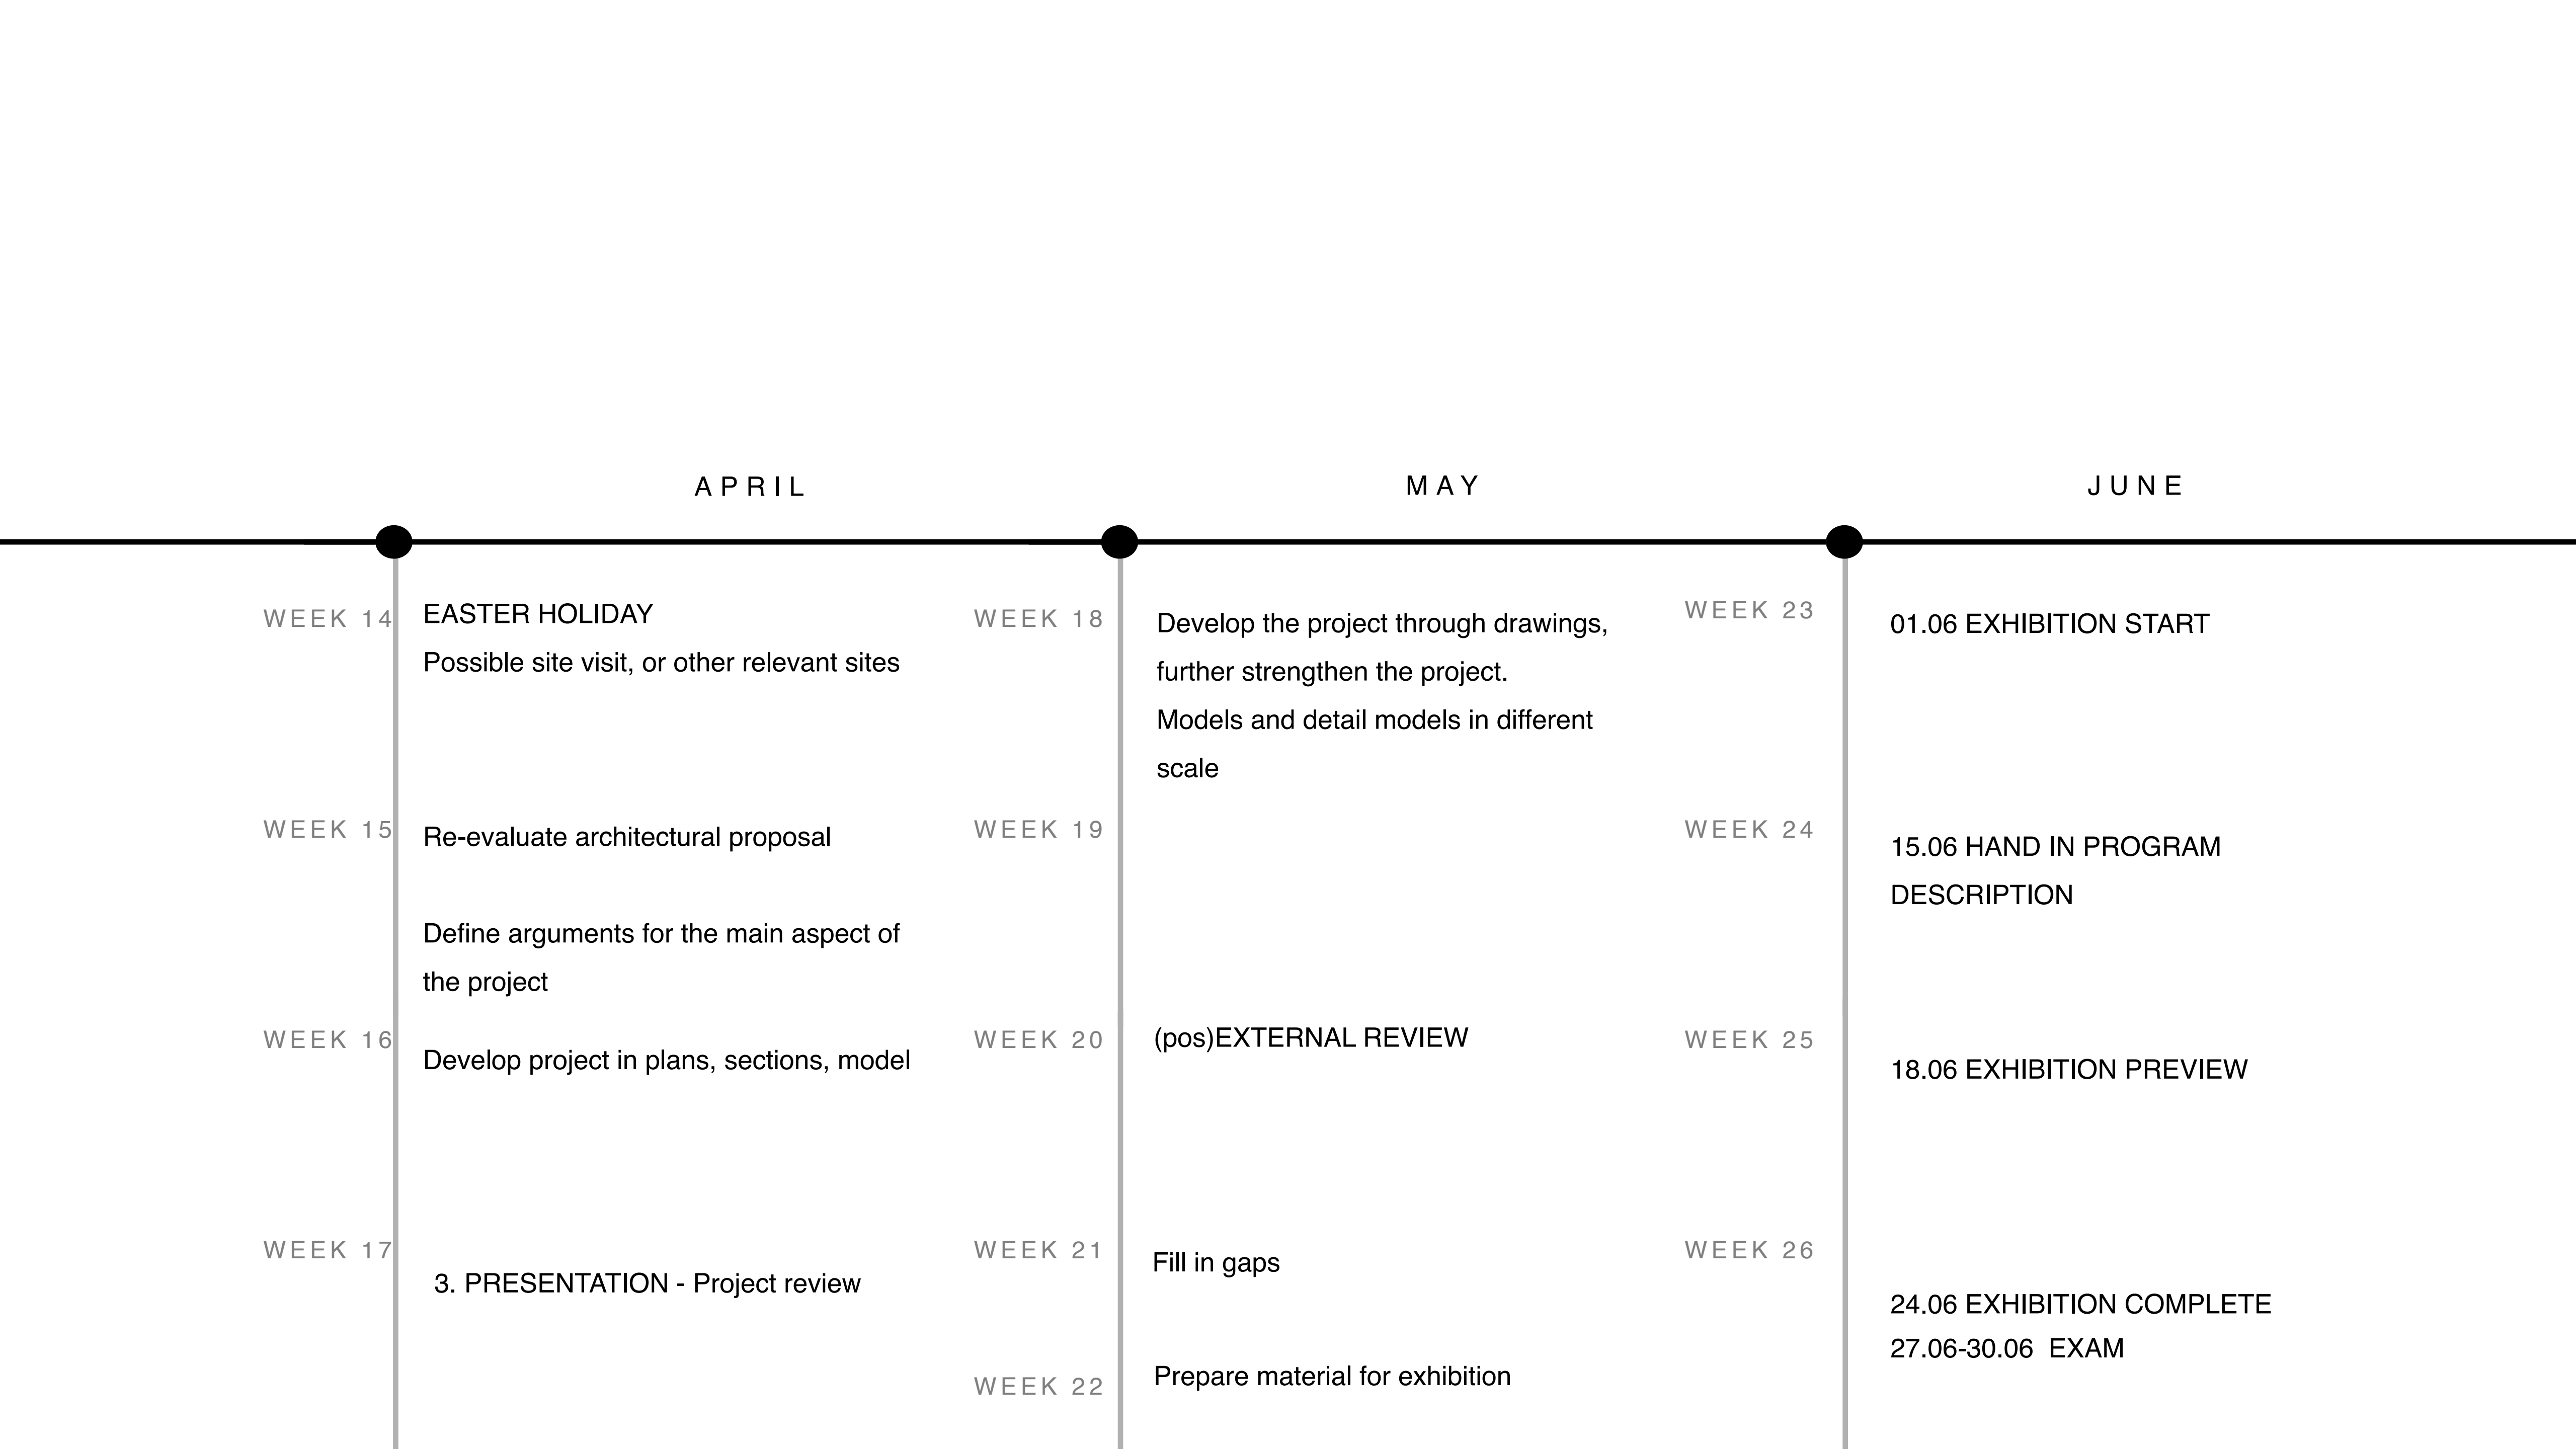 APRIL
MAY
JUNE
WEEK 14
EASTER HOLIDAY
Possible site visit, or other relevant sites
WEEK 15
Re-evaluate architectural proposal
Define arguments for the main aspect of
the project
WEEK 16
Develop project in plans, sections, model
WEEK 17
3. PRESENTATION - Project review
WEEK 18
Develop the project through drawings,
further strengthen the project.
Models and detail models in different
scale
WEEK 19
WEEK 20
(pos)EXTERNAL REVIEW
WEEK 21
Fill in gaps
WEEK 22
Prepare material for exhibition
WEEK 23
01.06 EXHIBITION START
WEEK 24
15.06 HAND IN PROGRAM
DESCRIPTION
WEEK 25
18.06 EXHIBITION PREVIEW
WEEK 26
24.06 EXHIBITION COMPLETE
27.06-30.06  EXAM